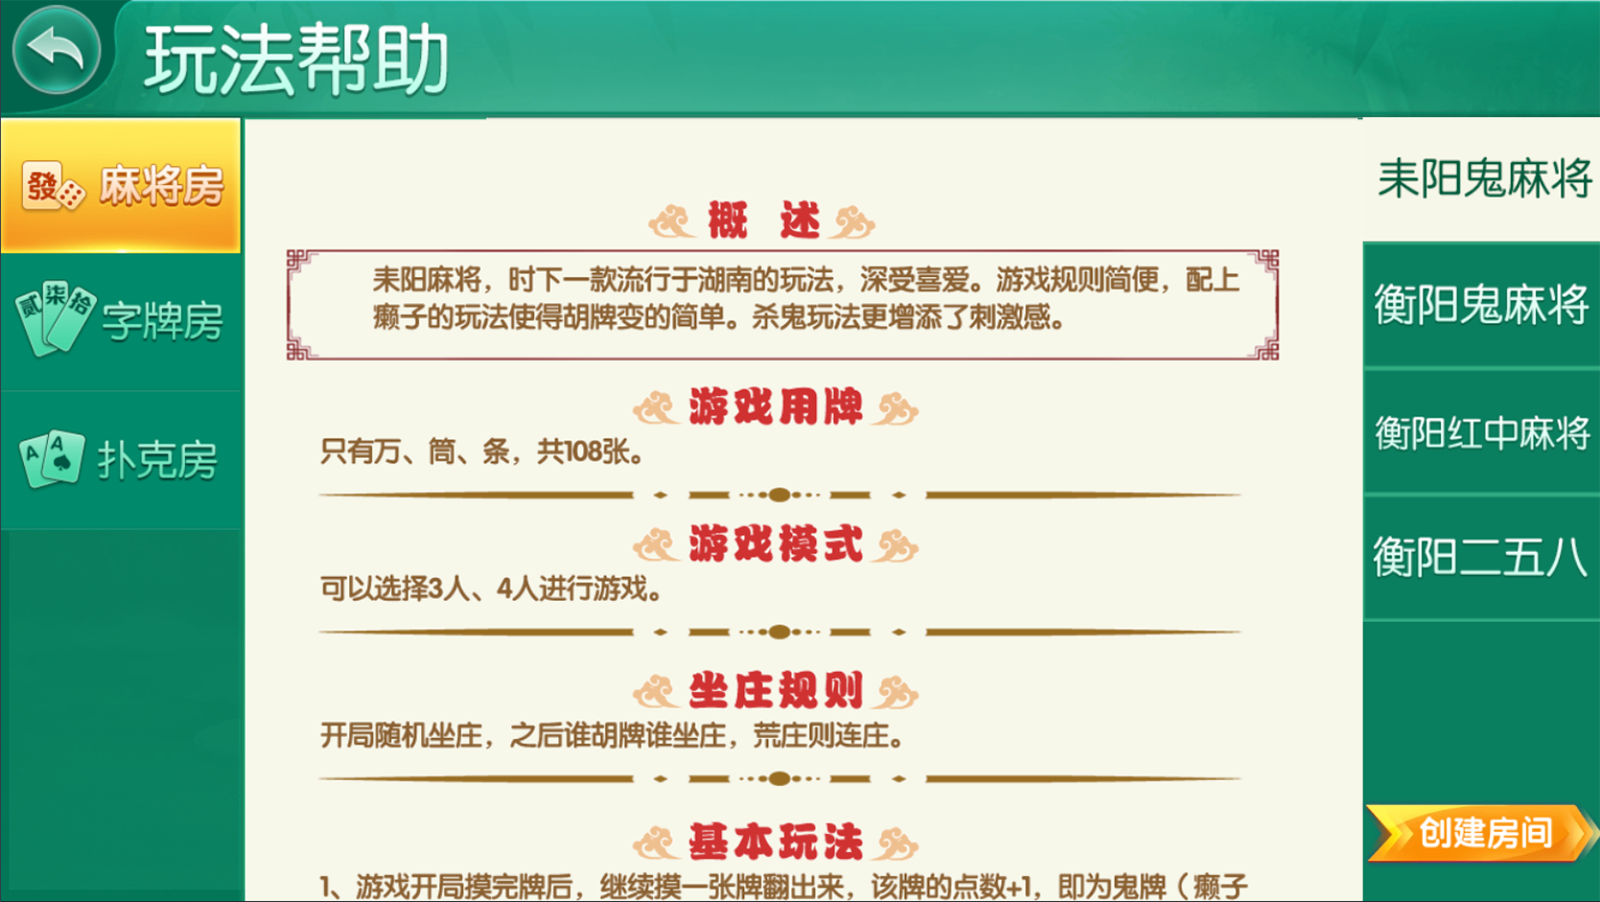 玩法帮助
發 麻将房
贰 柒 拾 字牌房
A A 扑克房
概 述
耒阳麻将，时下一款流行于湖南的玩法，深受喜爱。游戏规则简便，配上
癞子的玩法使得胡牌变的简单。杀鬼玩法更增添了刺激感。
游戏用牌
只有万、筒、条，共108张。
游戏模式
可以选择3人、4人进行游戏。
坐庄规则
开局随机坐庄，之后谁胡牌谁坐庄，荒庄则连庄。
基本玩法
1、游戏开局摸完牌后，继续摸一张牌翻出来，该牌的点数+1，即为鬼牌（癞子
耒阳鬼麻将
衡阳鬼麻将
衡阳红中麻将
衡阳二五八
创建房间